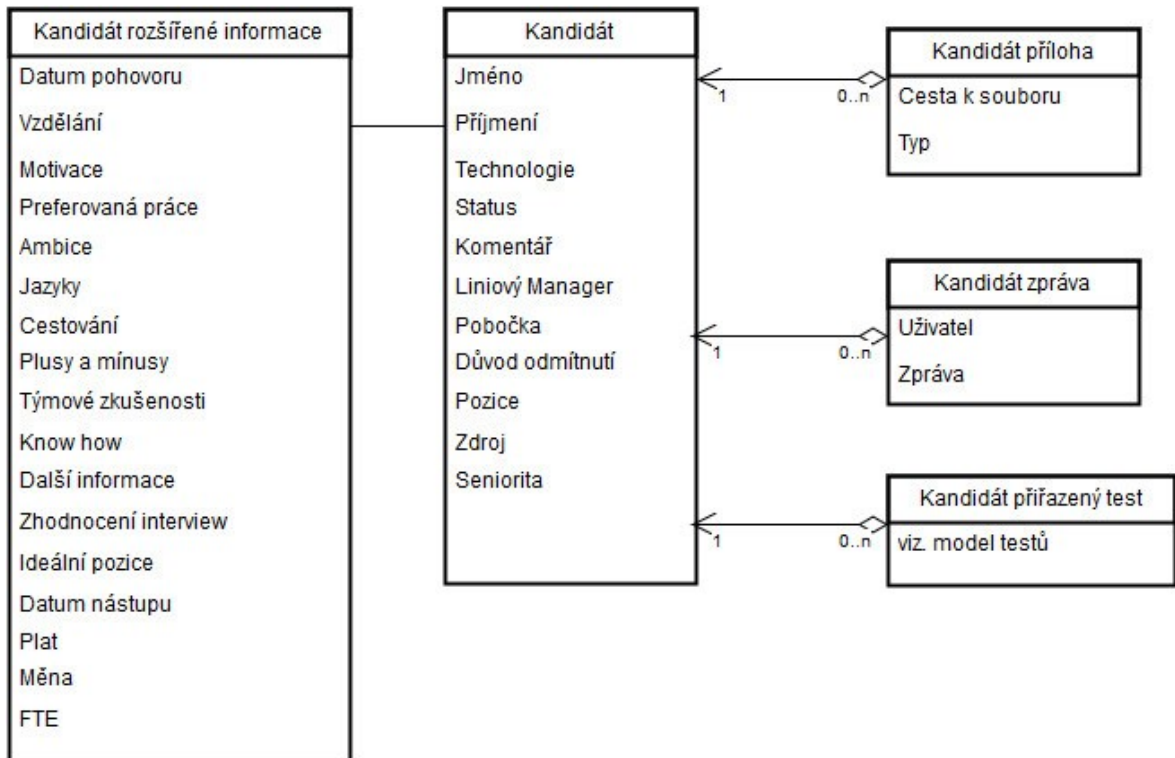 Kandidát rozšířené informace
Datum pohovoru
Vzdělání
Motivace
Preferovaná práce
Ambice
Jazyky
Cestování
Plusy a mínusy
Týmové zkušenosti
Know how
Další informace
Zhodnocení interview
Ideální pozice
Datum nástupu
Plat
Měna
FTE
Kandidát
Jméno
Příjmení
Technologie
Status
Komentář
Liniový Manager
Pobočka
Důvod odmítnutí
Pozice
Zdroj
Seniorita
1
0..n
Kandidát příloha
Cesta k souboru
Typ
1
0..n
Kandidát zpráva
Uživatel
Zpráva
1
0..n
Kandidát přiřazený test
viz. model testů